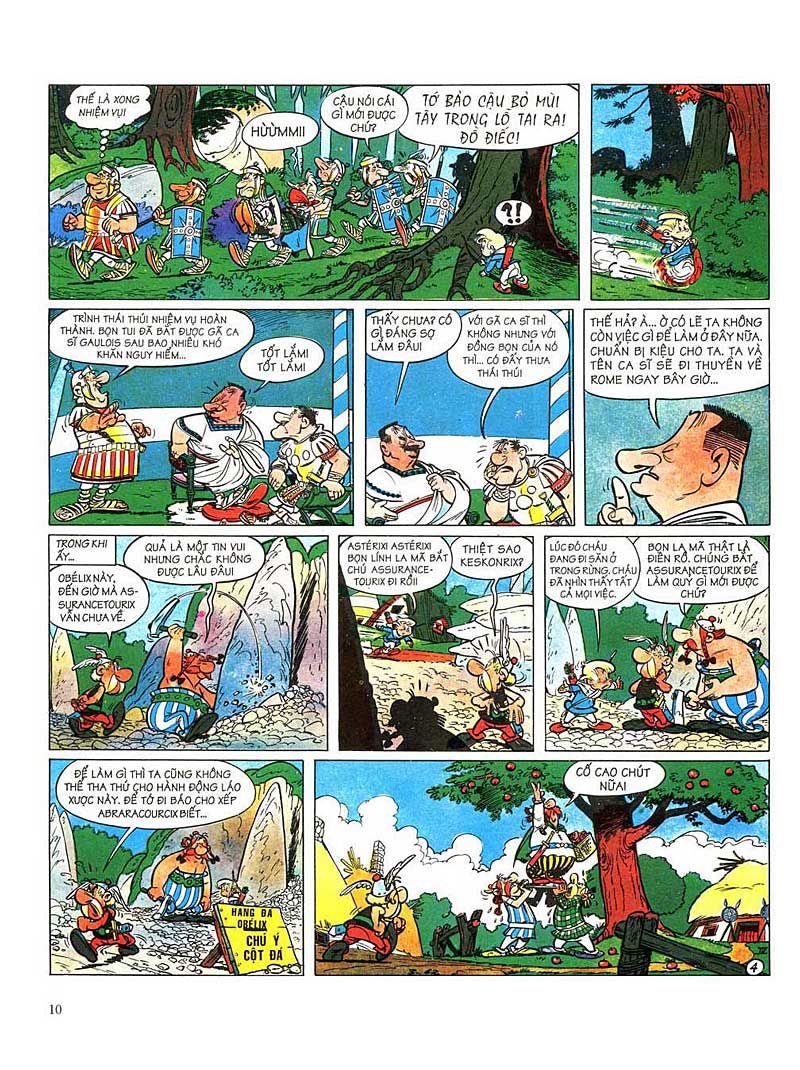 THẾ LÀ XONG
NHIỆM VỤ!
HÙỪMM!!
CẬU NÓI CÁI
GÌ MỚI ĐƯỢC
CHỨ?
TỚ BẢO CẬU BỎ MÙI
TÂY TRONG LỖ TAI RA!
ĐỒ ĐIẾC!
?!
TRÌNH THÁI THÚ! NHIỆM VỤ HOÀN
THÀNH. BỌN TUI ĐÃ BẮT ĐƯỢC GÃ CA
SĨ GAULOIS SAU BAO NHIÊU KHÓ
KHĂN NGUY HIỂM...
TỐT LẮM!
TỐT LẮM!
THẤY CHƯA? CÓ
GÌ ĐÁNG SỢ
LẮM ĐÂU!
VỚI GÃ CA SĨ THÌ
KHÔNG NHƯNG VỚI
ĐỒNG BỌN CỦA NÓ
THÌ... CÓ ĐẤY THƯA
THÁI THÚ!
THẾ HẢ? À... Ờ CÓ LẼ TA KHÔNG
CÒN VIỆC GÌ ĐỂ LÀM Ở ĐÂY NỮA.
CHUẨN BỊ KIỆU CHO TA. TA VÀ
TÊN CA SĨ SẼ ĐI THUYỀN VỀ
ROME NGAY BÂY GIỜ...
TRONG KHI
ẤY...
OBÉLIX NÀY,
ĐẾN GIỜ MÀ AS-
SURANCETOURIX
VẪN CHƯA VỀ.
QUẢ LÀ MỘT TIN VUI
NHƯNG CHẮC KHÔNG
ĐƯỢC LÂU ĐÂU!
ASTÉRIX! ASTÉRIX!
BỌN LÍNH LA MÃ BẮT
CHÚ ASSURANCE-
TOURIX ĐI RỒI!
THIỆT SAO
KESKONRIX?
LÚC ĐÓ CHÁU
ĐANG ĐI SĂN Ở
TRONG RỪNG. CHÁU
ĐÃ NHÌN THẤY TẤT
CẢ MỌI VIỆC.
BỌN LA MÃ THẬT LÀ
ĐIÊN RỒ. CHÚNG BẮT
ASSURANCETOURIX ĐỂ
LÀM QUỶ GÌ MỚI ĐƯỢC
CHỨ?
ĐỂ LÀM GÌ THÌ TA CŨNG KHÔNG
THỂ THA THỨ CHO HÀNH ĐỘNG LÁO
XƯỢC NÀY. ĐỂ TỚ ĐI BÁO CHO XẾP
ABRARACOURCIX BIẾT...
HANG ĐÁ
OBÉLIX
CHÚ Ý
CỘT ĐÁ
CỐ CAO CHÚT
NỮA!
4
10